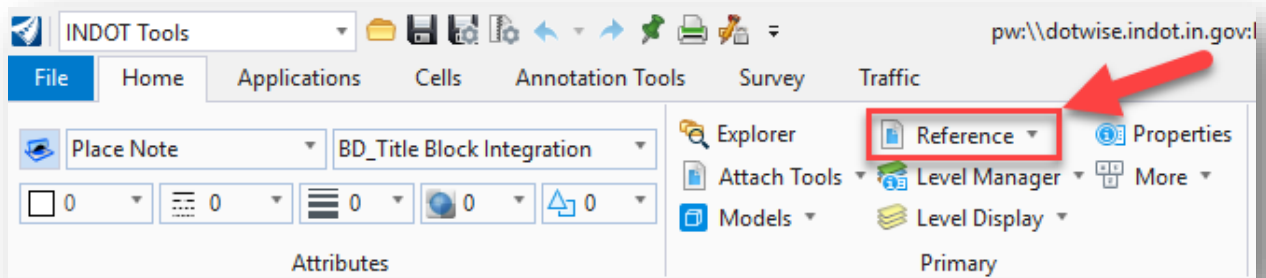 INDOT Tools pw:\\dotwise.indot.in.gov:
File Home Applications Cells Annotation Tools Survey Traffic
Place Note BD_Title Block Integration Explorer Reference Properties
Attach Tools Level Manager More
0 0 0 0 0
Models Level Display
Attributes Primary